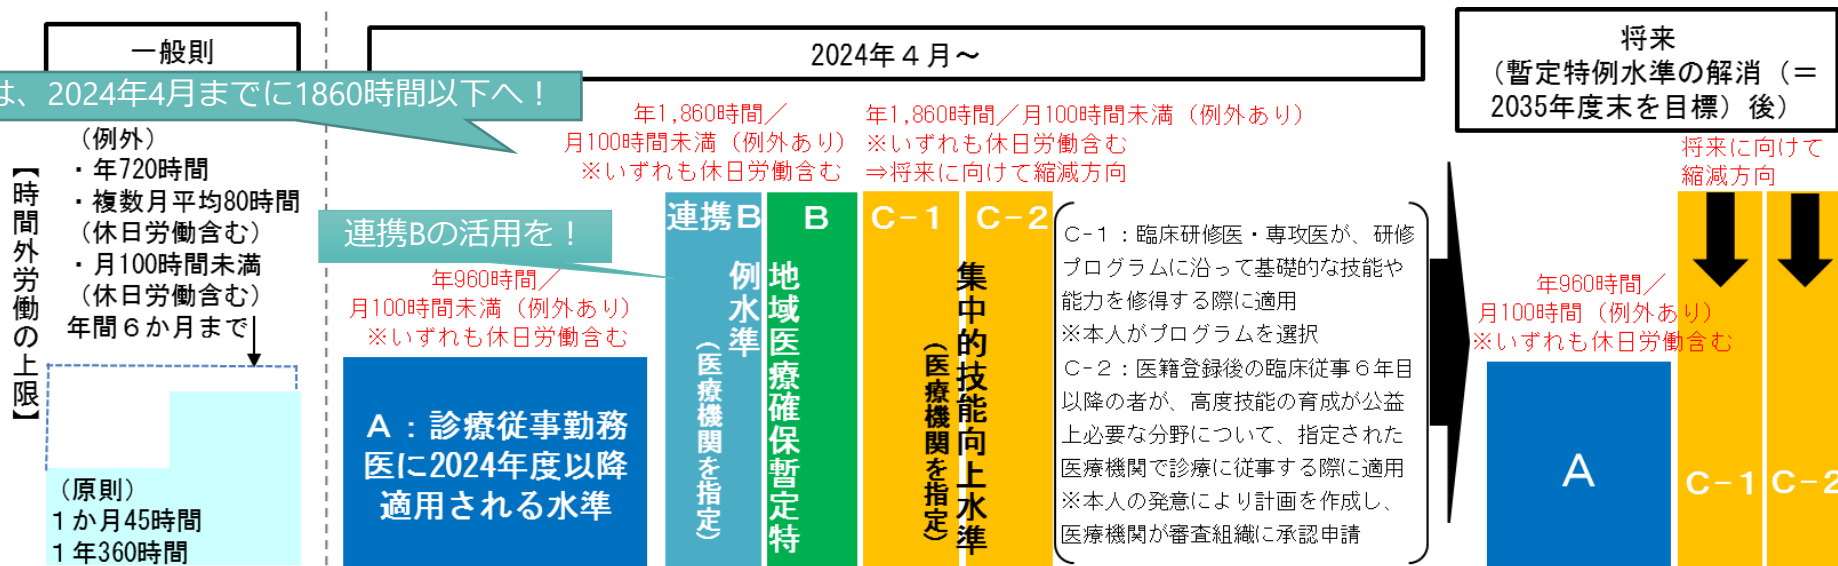 一般則
は、2024年4月までに1860時間以下へ！
（例外）
・年720時間
・複数月平均80時間
（休日労働含む）
・月100時間未満
（休日労働含む）
年間６か月まで
【時間外労働の上限】
（原則）
１か月45時間
１年360時間
2024年４月～
年1,860時間／
月100時間未満（例外あり）
※いずれも休日労働含む
年1,860時間／月100時間未満（例外あり）
※いずれも休日労働含む
⇒将来に向けて縮減方向
連携Bの活用を！
年960時間／
月100時間未満（例外あり）
※いずれも休日労働含む
Ａ：診療従事勤務
医に2024年度以降
適用される水準
連携Ｂ
Ｂ
地域医療確保暫定特
例水準
（医療機関を指定）
Ｃ-１
Ｃ-２
集中的技能向上水準
（医療機関を指定）
Ｃ-１：臨床研修医・専攻医が、研修
プログラムに沿って基礎的な技能や
能力を修得する際に適用
※本人がプログラムを選択
Ｃ-２：医籍登録後の臨床従事６年目
以降の者が、高度技能の育成が公益
上必要な分野について、指定された
医療機関で診療に従事する際に適用
※本人の発意により計画を作成し、
医療機関が審査組織に承認申請
将来
（暫定特例水準の解消（＝
2035年度末を目標）後）
将来に向けて
縮減方向
年960時間／
月100時間（例外あり）
※いずれも休日労働含む
Ａ
Ｃ-１
Ｃ-２